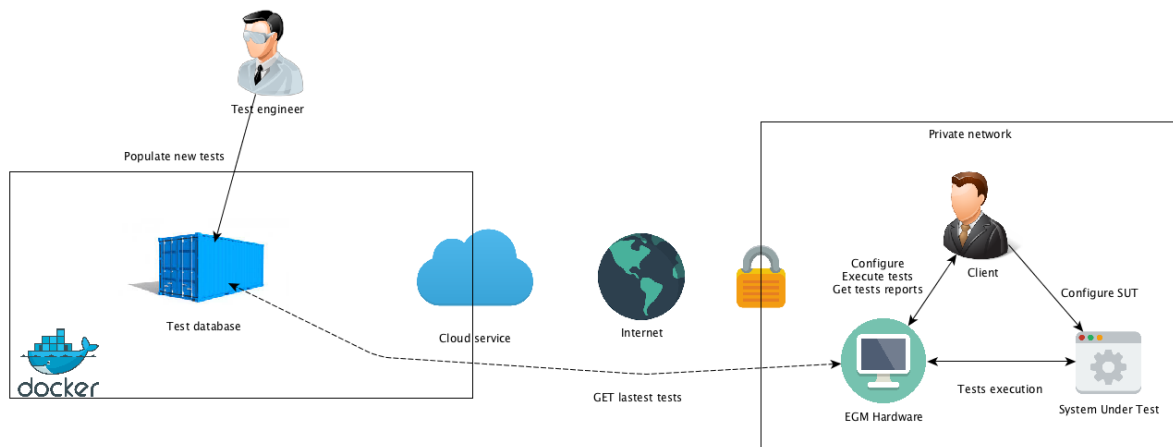 Test engineer
Populate new tests
Private network
Client
Configure
Execute tests
Get tests reports
Configure SUT
Test database
Cloud service
Internet
docker
GET lastest tests
EGM Hardware
Tests execution
System Under Test